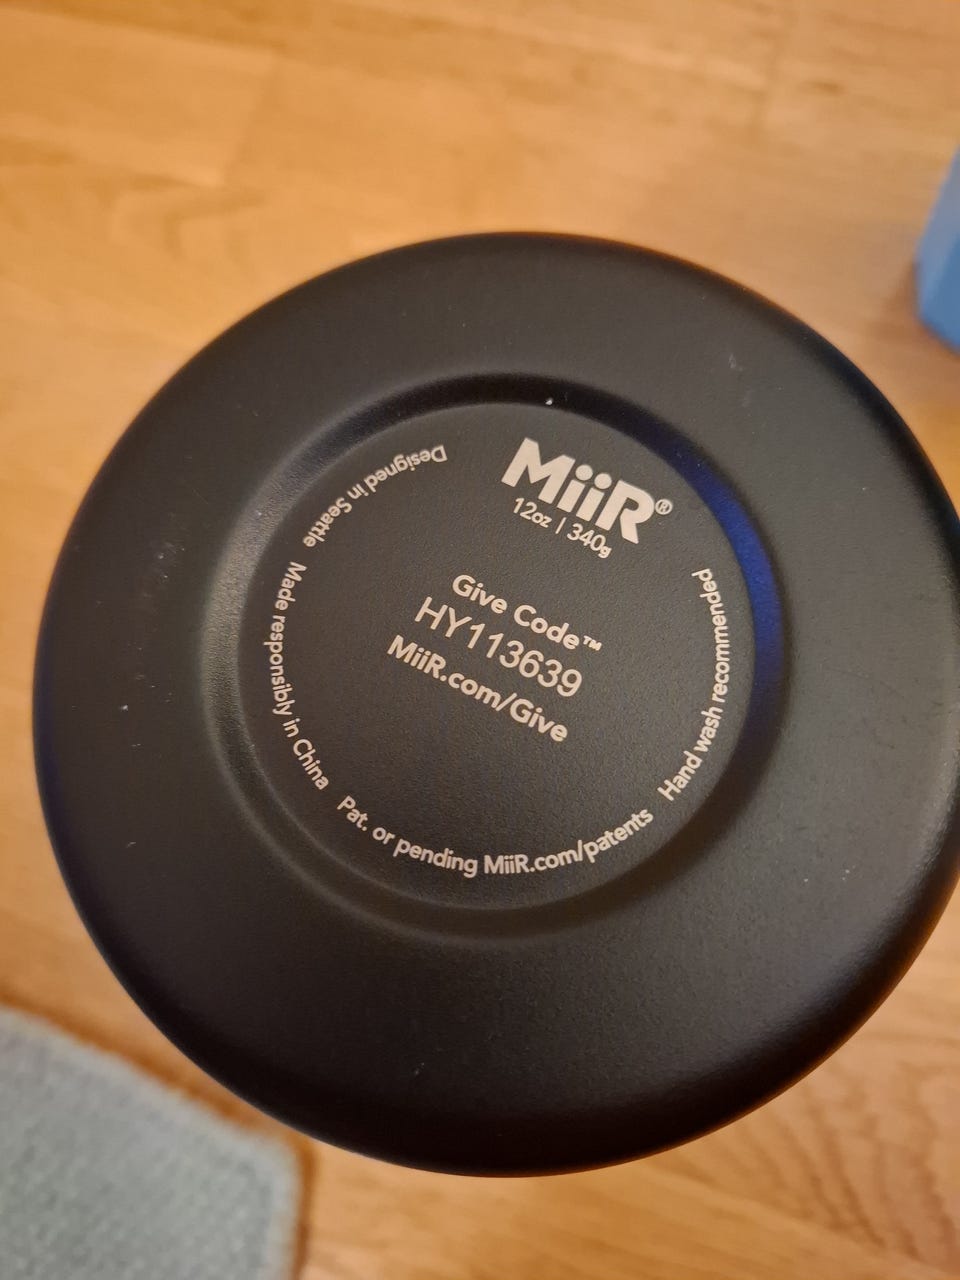 MiiR®
12oz | 340g
Give Code™
HY113639
MiiR.com/Give
Designed in Seattle
Made responsibly in China
Pat. or pending MiiR.com/patents
Hand wash recommended